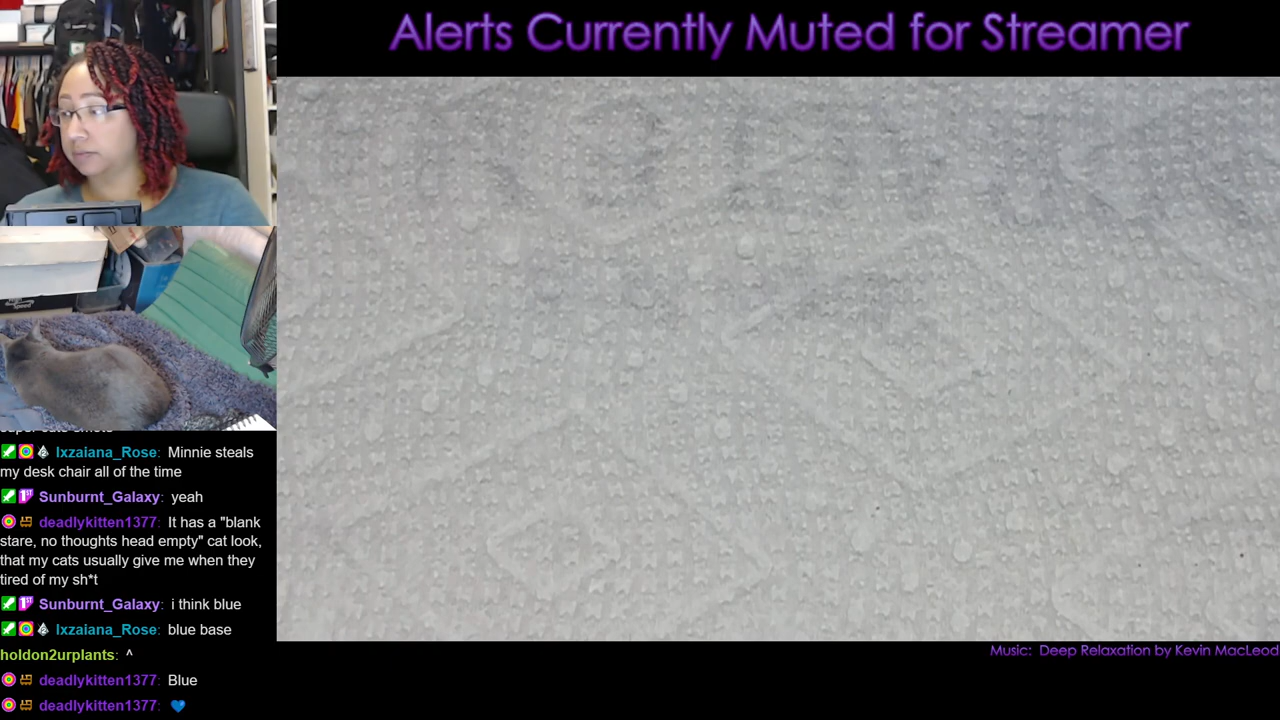 Alerts Currently Muted for Streamer
Ixzaiana_Rose: Minnie steals
my desk chair all of the time
Sunburnt_Galaxy: yeah
deadlykitten1377: It has a "blank
stare, no thoughts head empty" cat look,
that my cats usually give me when they
tired of my sh*t
Sunburnt_Galaxy: i think blue
Ixzaiana_Rose: blue base
holdon2urplants: ^
deadlykitten1377: Blue
deadlykitten1377: 💙
Music: Deep Relaxation by Kevin MacLeod